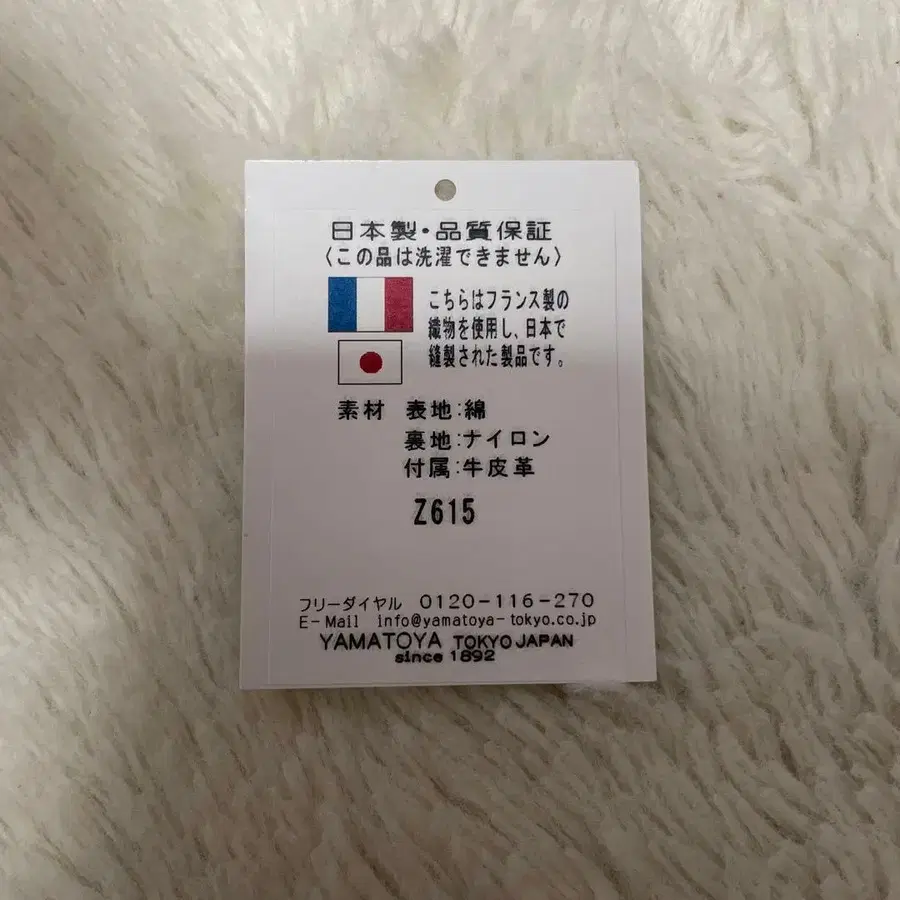 日本製・品質保証
〈この品は洗濯できません〉
こちらはフランス製の
織物を使用し、日本で
縫製された製品です。
素材 表地:綿
裏地:ナイロン
付属:牛皮革
Z615
フリーダイヤル 0120-116-270
E-Mail info@yamatoya-tokyo.co.jp
YAMATOYA TOKYO JAPAN
since 1892